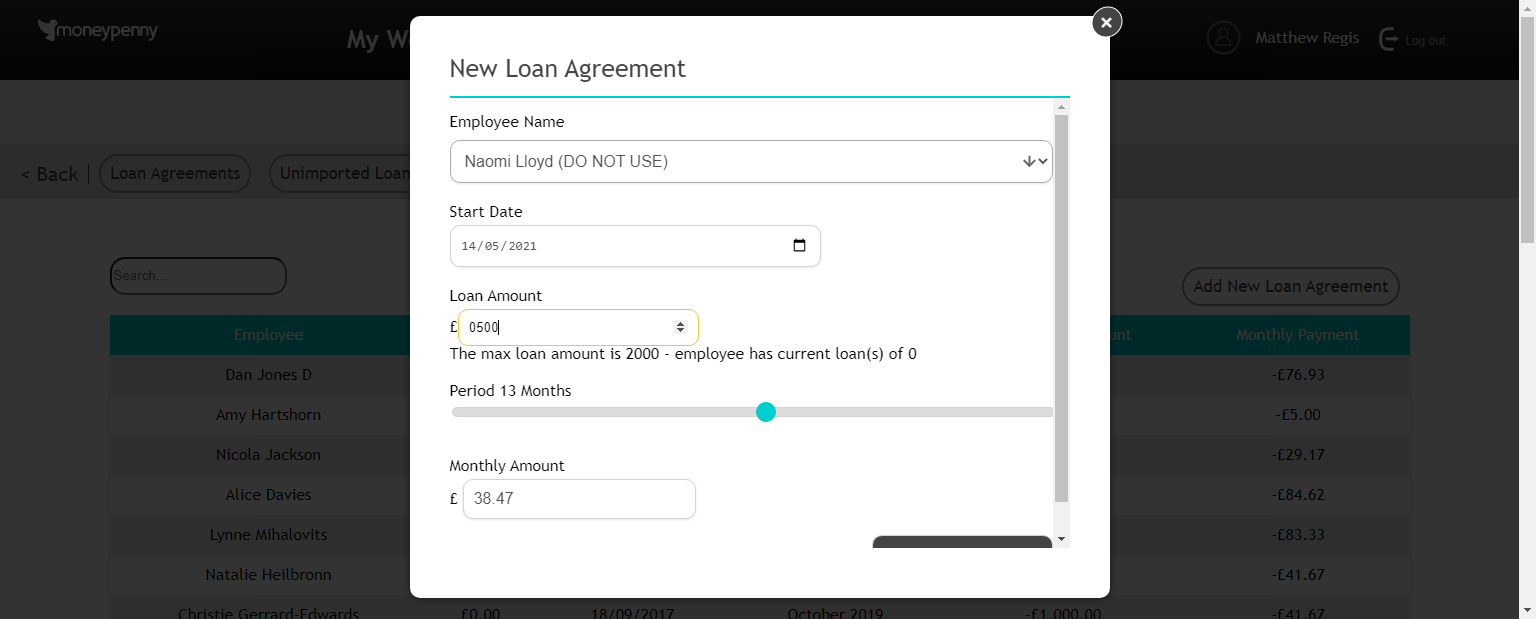 moneypenny
My W
Matthew Regis
Log out
New Loan Agreement
Employee Name
Naomi Lloyd (DO NOT USE)
< Back
Loan Agreements
Unimported Loan
Start Date
14/05/2021
Search...
Add New Loan Agreement
Loan Amount
£ 0500
The max loan amount is 2000 - employee has current loan(s) of 0
Period 13 Months
Monthly Amount
£ 38.47
Employee unt Monthly Payment
Dan Jones D -£76.93
Amy Hartshorn -£5.00
Nicola Jackson -£29.17
Alice Davies -£84.62
Lynne Mihalovits -£83.33
Natalie Heilbronn -£41.67
Christie Gerrard-Edwards £0.00 18/09/2017 October 2019 -£1,000.00 -£41.67